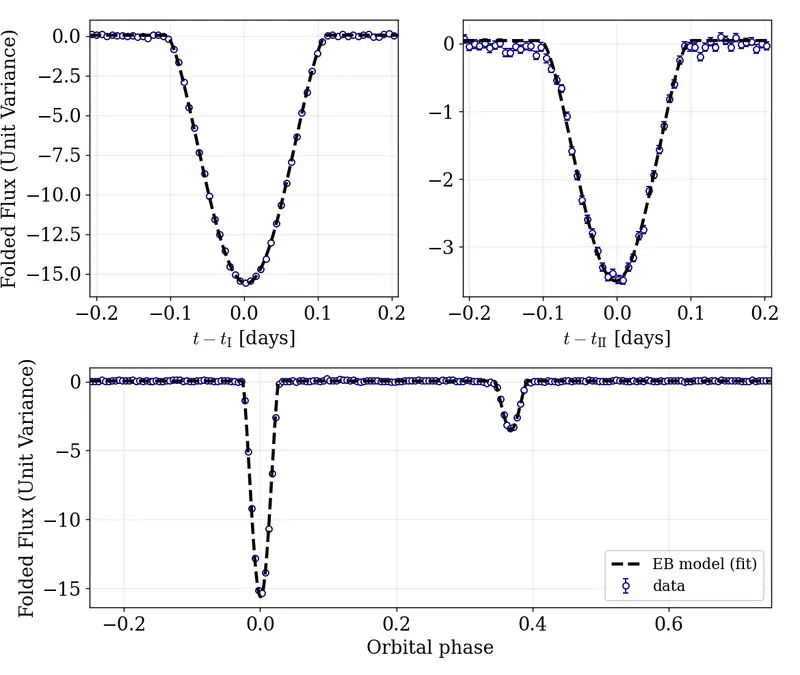 Folded Flux (Unit Variance)
0.0
−2.5
−5.0
−7.5
−10.0
−12.5
−15.0
−0.2 −0.1 0.0 0.1 0.2
t − tI [days]
0
−1
−2
−3
−0.2 −0.1 0.0 0.1 0.2
t − tII [days]
Folded Flux (Unit Variance)
0
−5
−10
−15
−0.2 0.0 0.2 0.4 0.6
Orbital phase
EB model (fit)
data